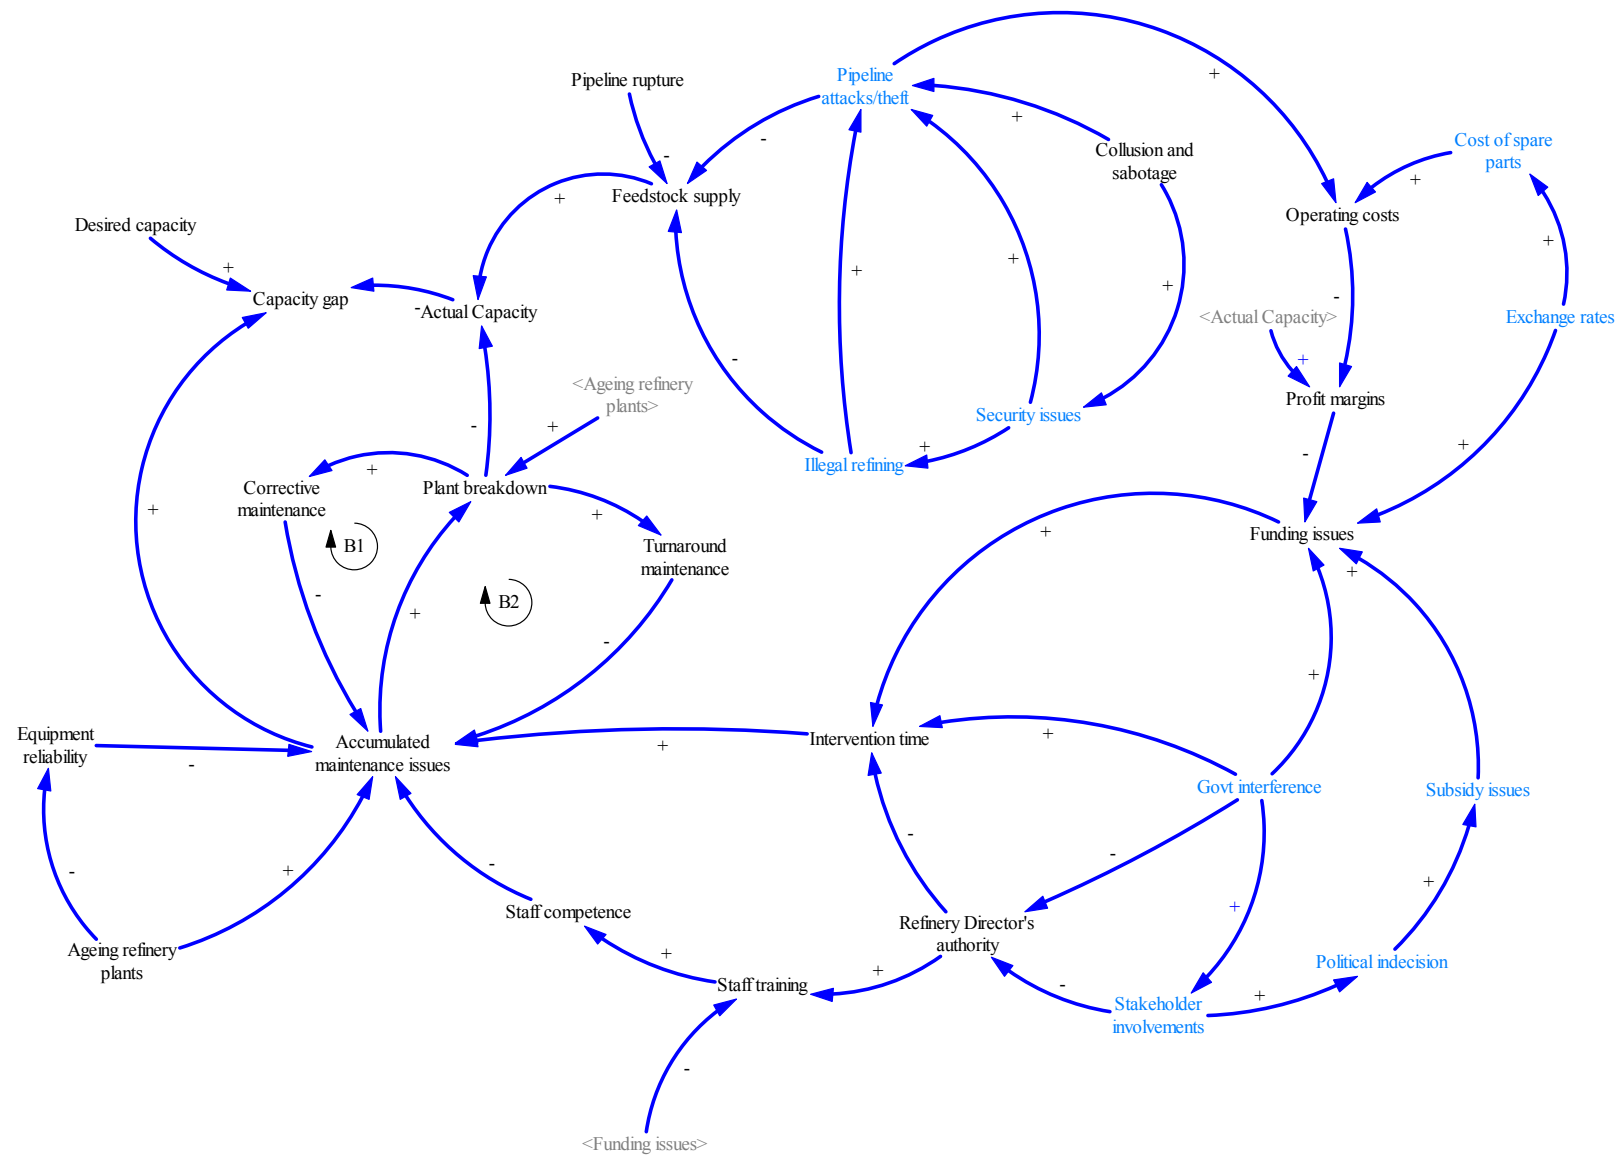 Pipeline rupture
Pipeline
attacks/theft
+
+
-
-
Collusion and
sabotage
Cost of spare
parts
+
Feedstock supply
+
Operating costs
Desired capacity
+
+
+
+
+
Capacity gap
-
Actual Capacity
-
<Actual Capacity>
Exchange rates
-
+
<Ageing refinery
plants>
Profit margins
Security issues
+
-
+
-
+
+
Illegal refining
Corrective
maintenance
Plant breakdown
+
+
+
Funding issues
B1
Turnaround
maintenance
+
+
-
B2
+
-
+
Equipment
reliability
-
Accumulated
maintenance issues
+
Intervention time
+
Govt interference
Subsidy issues
-
+
-
-
-
+
Staff competence
+
Refinery Director's
authority
Ageing refinery
plants
+
+
Political indecision
Staff training
-
+
Stakeholder
involvements
-
<Funding issues>